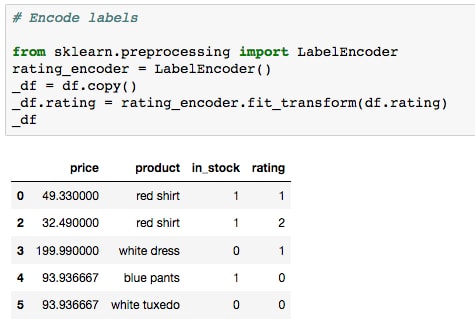 # Encode labels
from sklearn.preprocessing import LabelEncoder
rating_encoder = LabelEncoder()
_df = df.copy()
_df.rating = rating_encoder.fit_transform(df.rating)
_df
price product in_stock rating
0 49.330000 red shirt 1 1
2 32.490000 red shirt 1 2
3 199.990000 white dress 0 1
4 93.936667 blue pants 1 0
5 93.936667 white tuxedo 0 0